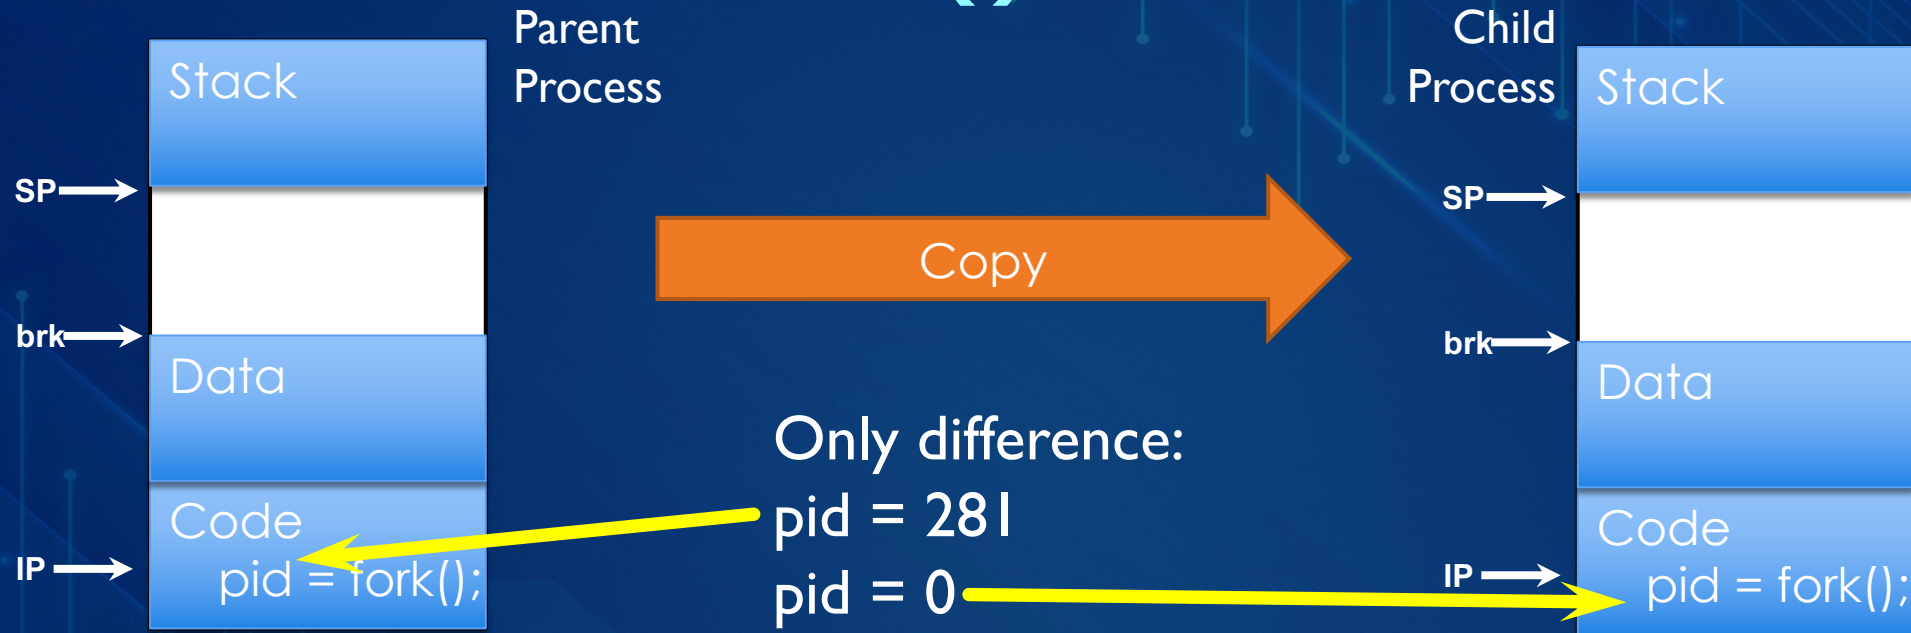 Parent
Process
Stack
SP
brk
Data
Code
IP
pid = fork();
Copy
Only difference:
pid = 281
pid = 0
Child
Process
Stack
SP
brk
Data
Code
IP
pid = fork();